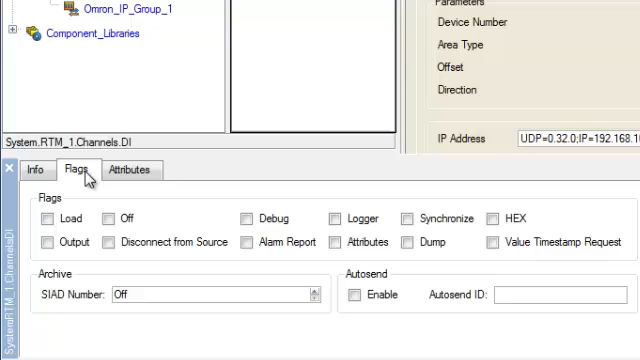 Omron_IP_Group_1
Component_Libraries
Parameters
Device Number
Area Type
Offset
Direction
IP Address UDP=0.32.0;IP=192.168.1
System.RTM_1.Channels.DI
Info Flags Attributes
Flags
Load Off Debug Logger Synchronize HEX
Output Disconnect from Source Alarm Report Attributes Dump Value Timestamp Request
Archive Autosend
SIAD Number: Off Enable Autosend ID:
System.RTM_1.Channels.DI